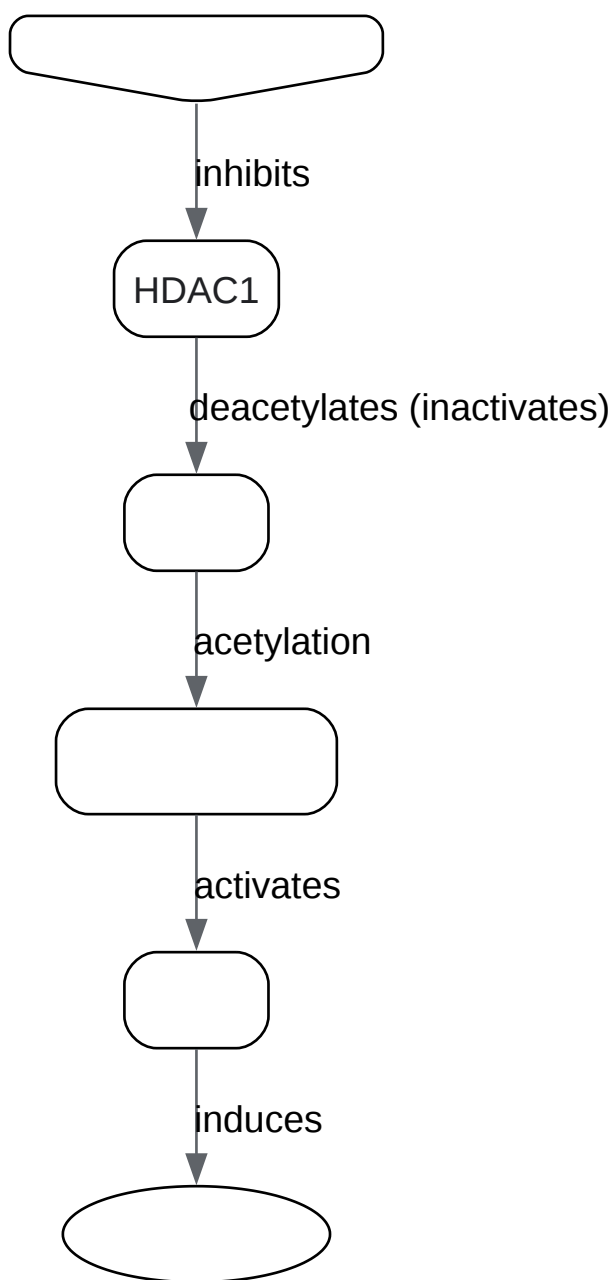 inhibits
HDAC1
deacetylates (inactivates)
acetylation
activates
induces